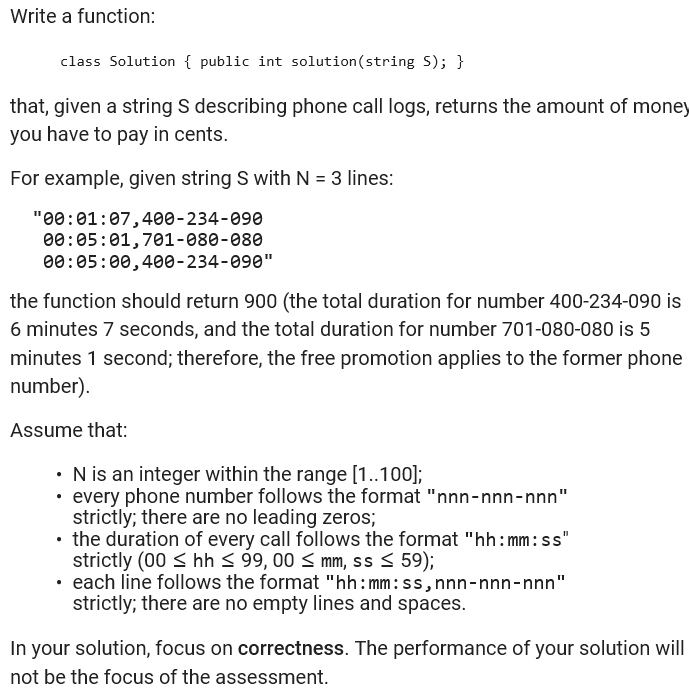 Write a function:
class Solution { public int solution(string S); }
that, given a string S describing phone call logs, returns the amount of money
you have to pay in cents.
For example, given string S with N = 3 lines:
"00:01:07,400-234-090
00:05:01,701-080-080
00:05:00,400-234-090"
the function should return 900 (the total duration for number 400-234-090 is
6 minutes 7 seconds, and the total duration for number 701-080-080 is 5
minutes 1 second; therefore, the free promotion applies to the former phone
number).
Assume that:
• N is an integer within the range [1..100];
• every phone number follows the format "nnn-nnn-nnn"
strictly; there are no leading zeros;
• the duration of every call follows the format "hh:mm:ss"
strictly (00 ≤ hh ≤ 99, 00 ≤ mm, ss ≤ 59);
• each line follows the format "hh:mm:ss,nnn-nnn-nnn"
strictly; there are no empty lines and spaces.
In your solution, focus on correctness. The performance of your solution will
not be the focus of the assessment.